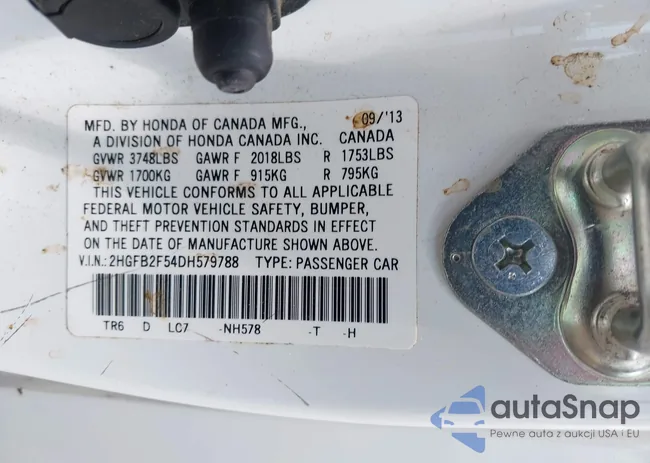 MFD. BY HONDA OF CANADA MFG., 09/'13
A DIVISION OF HONDA CANADA INC. CANADA
GVWR 3748LBS GAWR F 2018LBS R 1753LBS
GVWR 1700KG GAWR F 915KG R 795KG
THIS VEHICLE CONFORMS TO ALL APPLICABLE
FEDERAL MOTOR VEHICLE SAFETY, BUMPER,
AND THEFT PREVENTION STANDARDS IN EFFECT
ON THE DATE OF MANUFACTURE SHOWN ABOVE.
V.I.N.: 2HGFB2F54DH579788 TYPE: PASSENGER CAR
TR6 D LC7 -NH578 -T -H
autaSnap
Pewne auta z aukcji USA i EU